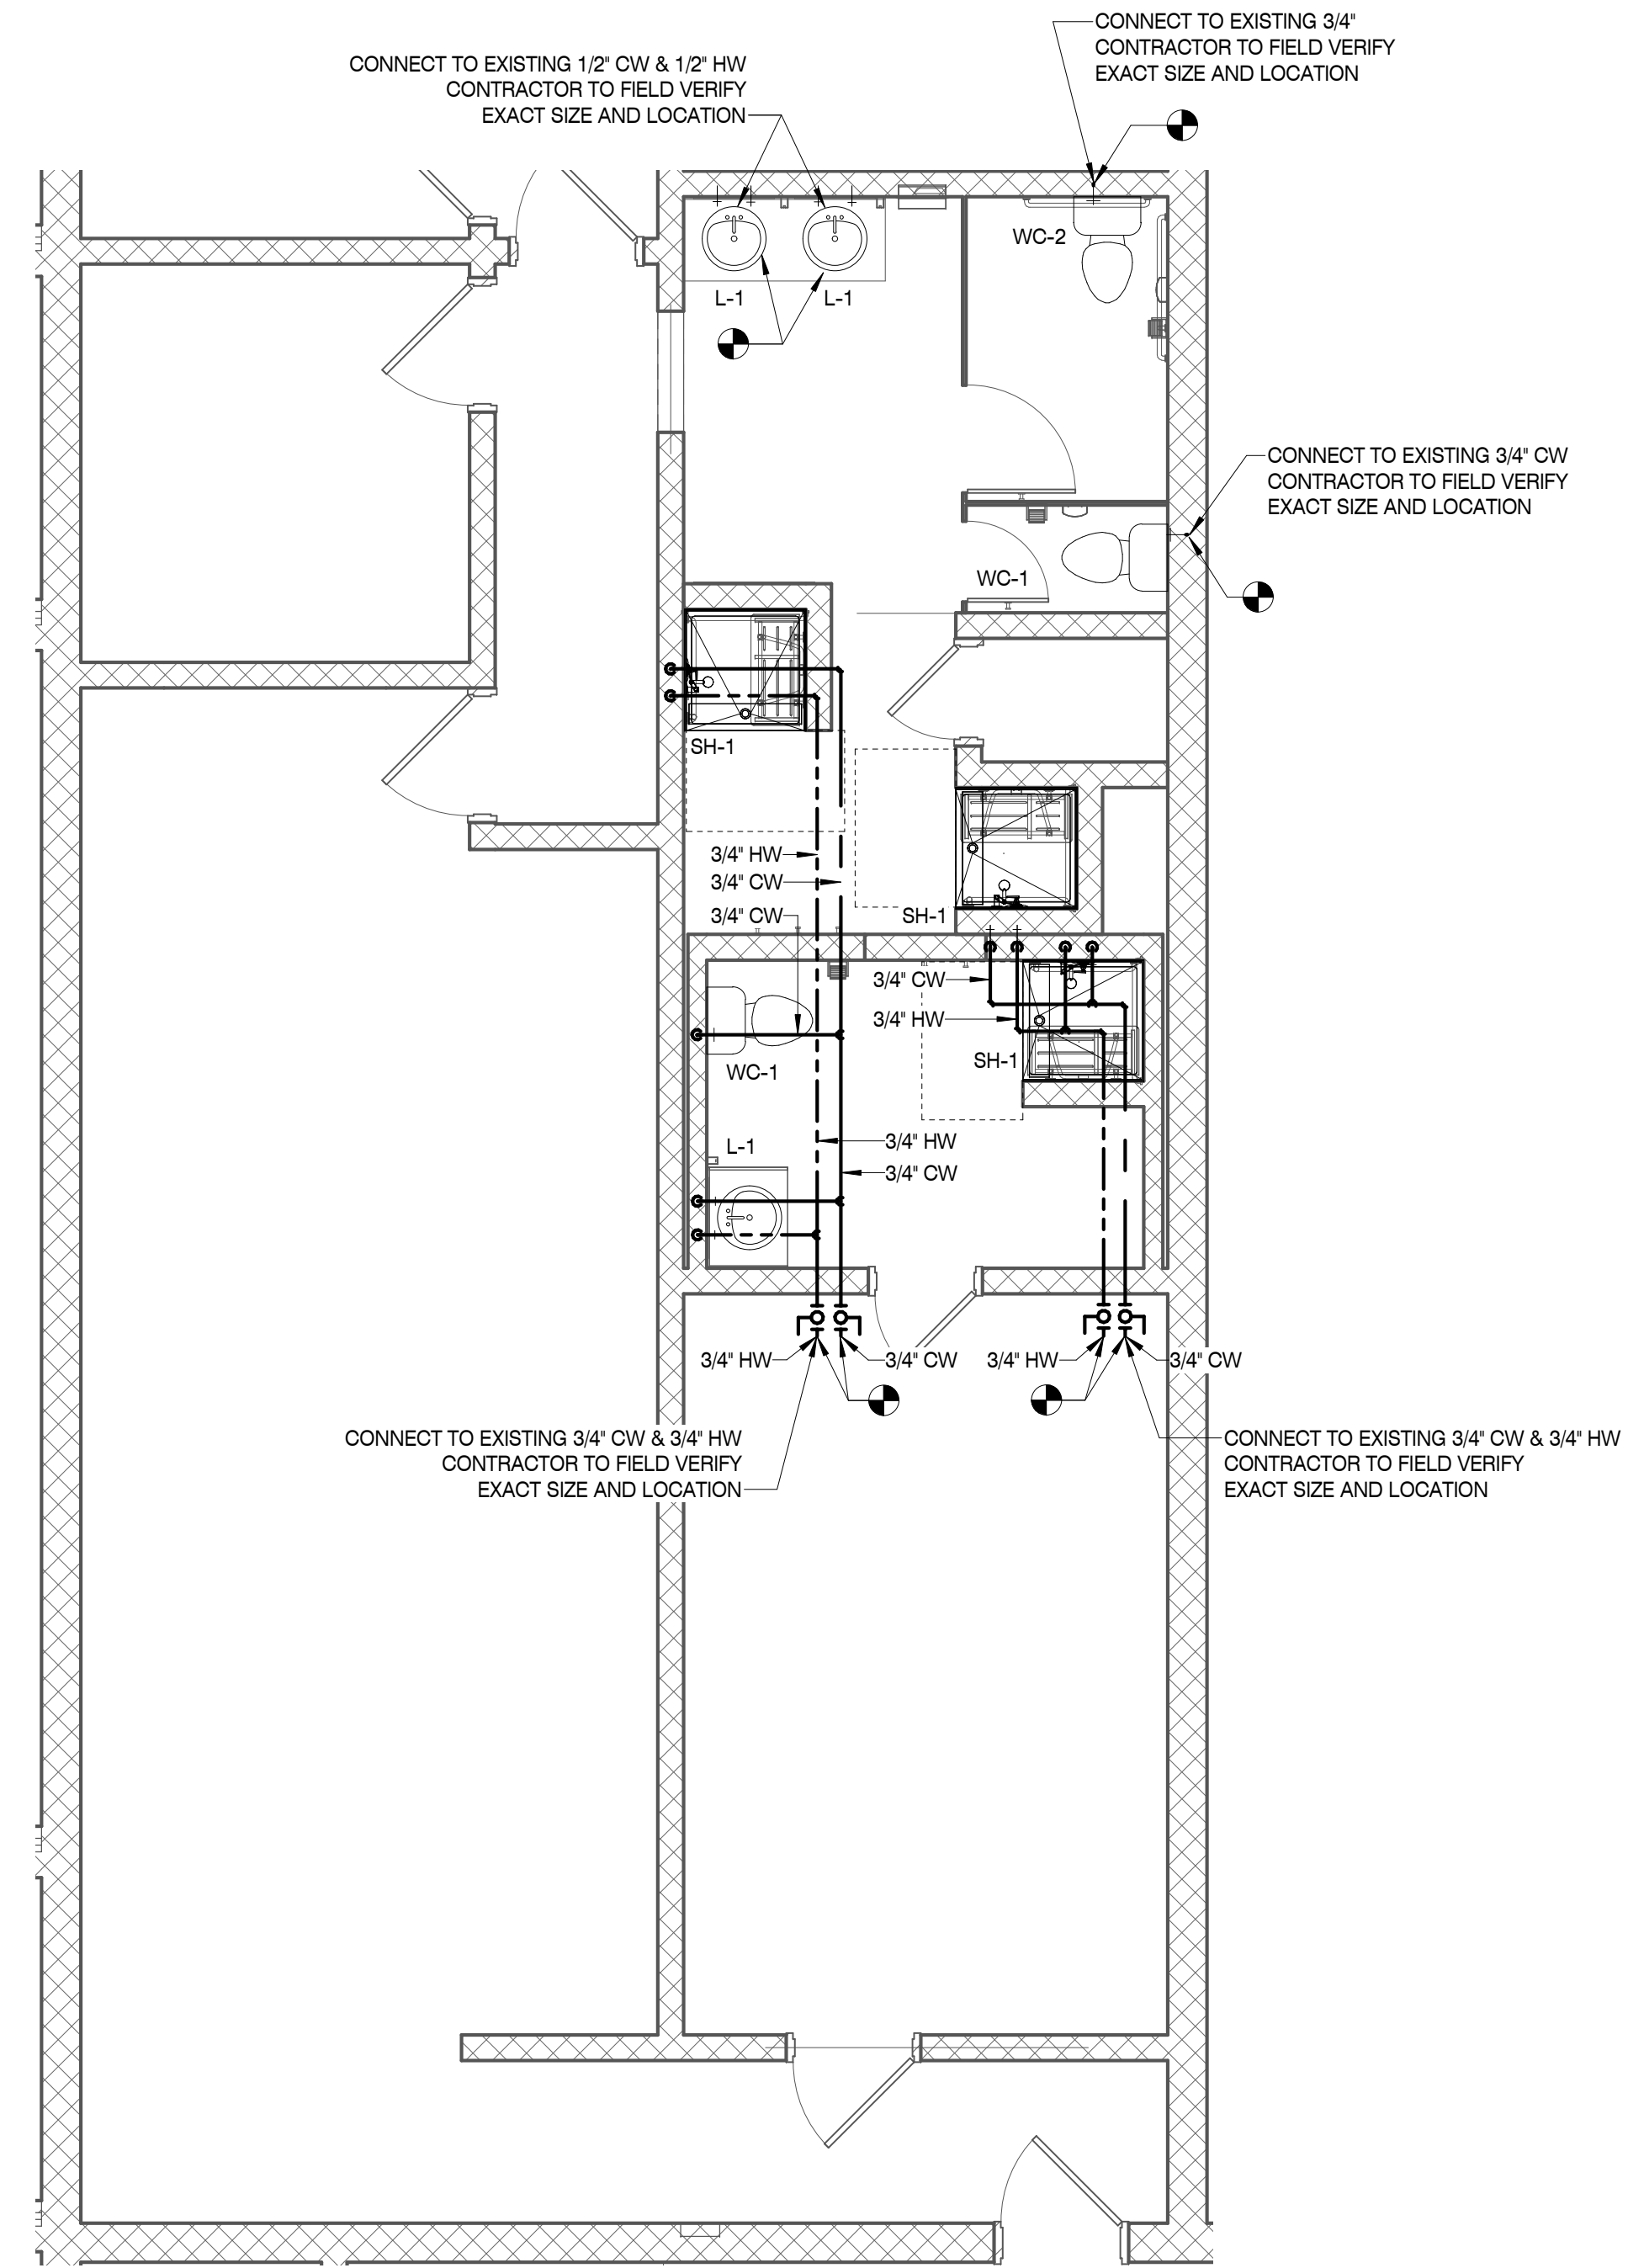 CONNECT TO EXISTING 3/4"
CONTRACTOR TO FIELD VERIFY
EXACT SIZE AND LOCATION
CONNECT TO EXISTING 1/2" CW & 1/2" HW
CONTRACTOR TO FIELD VERIFY
EXACT SIZE AND LOCATION
WC-2
L-1
L-1
CONNECT TO EXISTING 3/4" CW
CONTRACTOR TO FIELD VERIFY
EXACT SIZE AND LOCATION
WC-1
SH-1
3/4" HW
3/4" CW
3/4" CW
SH-1
3/4" CW
3/4" HW
SH-1
WC-1
3/4" HW
L-1
3/4" CW
3/4" HW
3/4" CW
3/4" HW
3/4" CW
CONNECT TO EXISTING 3/4" CW & 3/4" HW
CONTRACTOR TO FIELD VERIFY
EXACT SIZE AND LOCATION
CONNECT TO EXISTING 3/4" CW & 3/4" HW
CONTRACTOR TO FIELD VERIFY
EXACT SIZE AND LOCATION